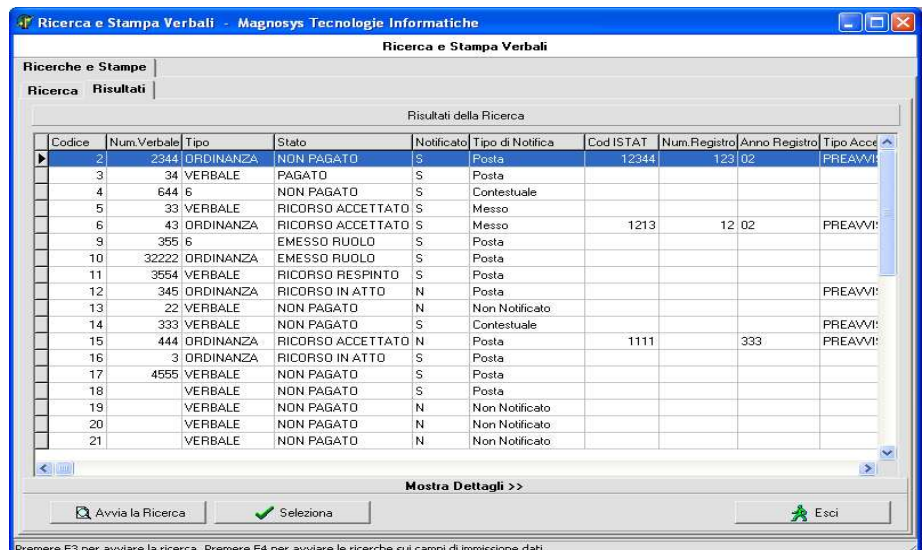 Ricerca e Stampa Verbali - Magnosys Tecnologie Informatiche
Ricerca e Stampa Verbali
Ricerche e Stampe
Ricerca Risultati
Risultati della Ricerca
Codice Num.Verbale Tipo Stato Notificato Tipo di Notifica Cod ISTAT Num.Registro Anno Registro Tipo Acce
2 2344 ORDINANZA NON PAGATO S Posta 12344 123 02 PREAVVI
3 34 VERBALE PAGATO S Posta
4 644 6 NON PAGATO S Contestuale
5 33 VERBALE RICORSO ACCETTATO S Messo
6 43 ORDINANZA RICORSO ACCETTATO S Messo 1213 12 02 PREAVVI
9 355 6 EMESSO RUOLO S Posta
10 32222 ORDINANZA EMESSO RUOLO S Posta
11 3554 VERBALE RICORSO RESPINTO S Posta
12 345 ORDINANZA RICORSO IN ATTO N Posta PREAVVI
13 22 VERBALE NON PAGATO N Non Notificato
14 333 VERBALE NON PAGATO S Contestuale PREAVVI
15 444 ORDINANZA RICORSO ACCETTATO N Posta 1111 333 PREAVVI
16 3 ORDINANZA RICORSO IN ATTO S Posta
17 4555 VERBALE NON PAGATO S Posta
18 VERBALE NON PAGATO S Posta
19 VERBALE NON PAGATO N Non Notificato
20 VERBALE NON PAGATO N Non Notificato
21 VERBALE NON PAGATO N Non Notificato
Mostra Dettagli >>
Avvia la Ricerca Seleziona Esci
Premere F3 per avviare la ricerca. Premere F4 per avviare le ricerche sui campi di immissione dati